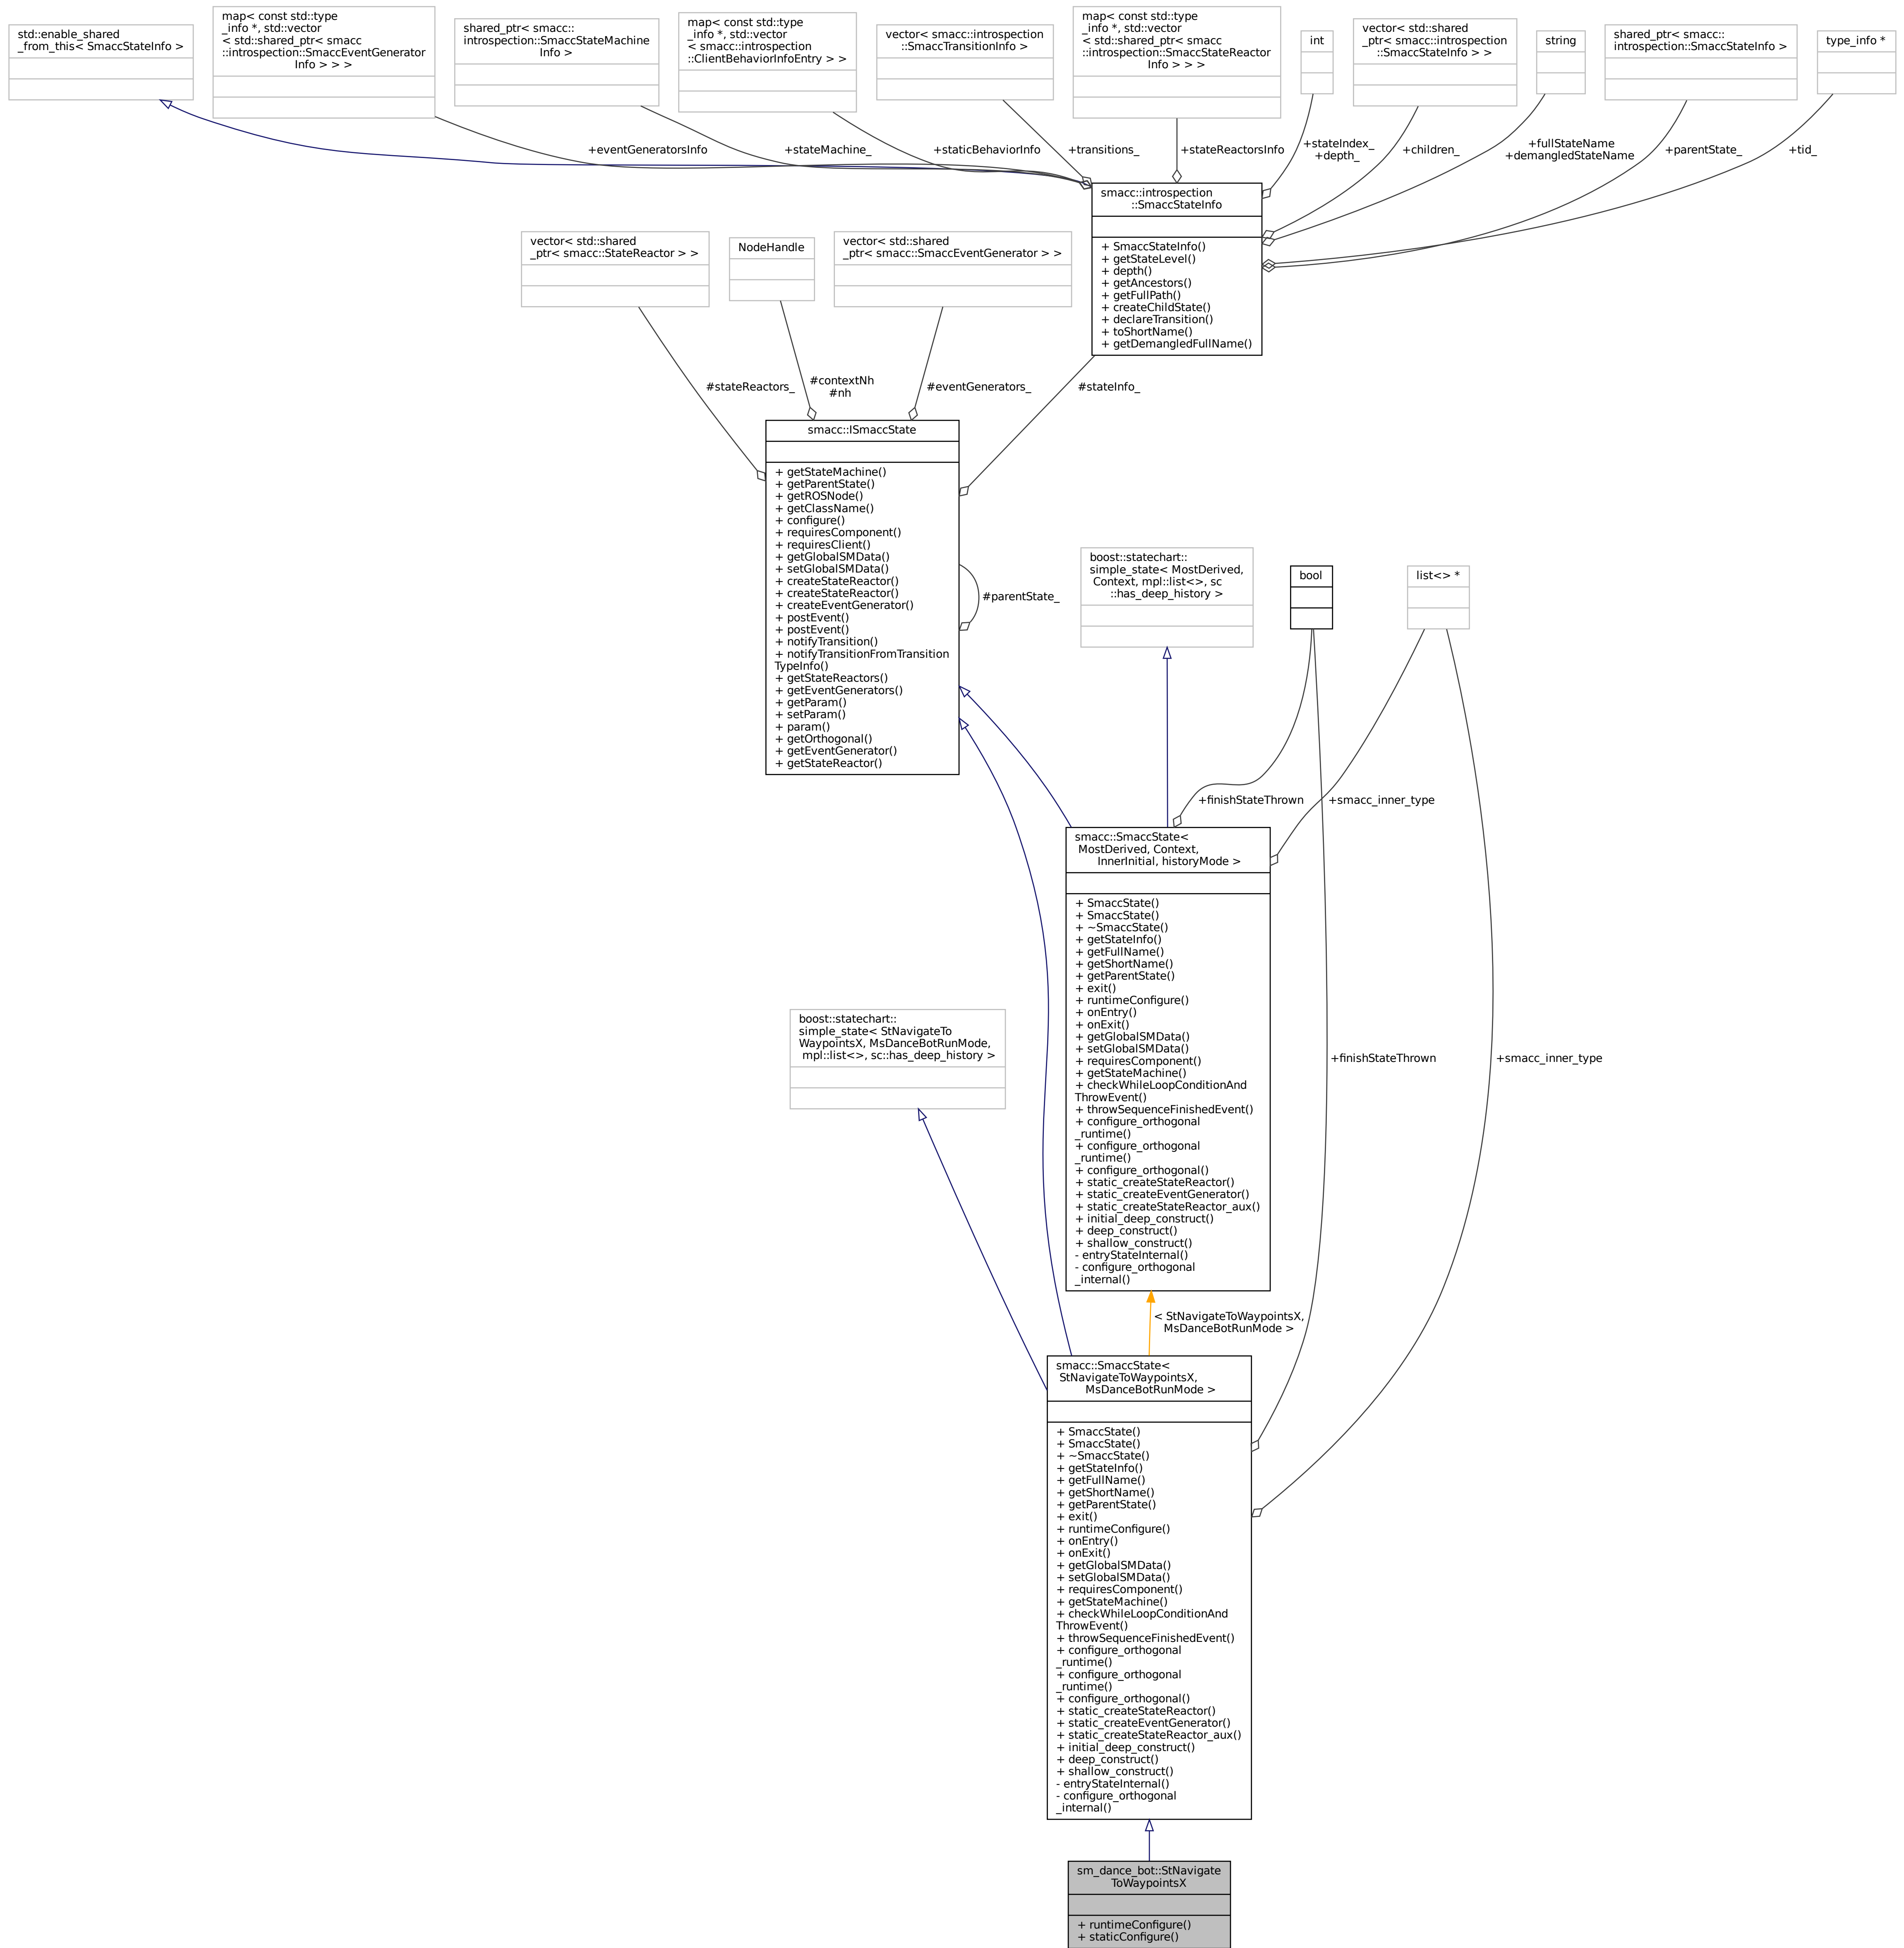 std::enable_shared
_from_this< SmaccStateInfo >
map< const std::type
_info *, std::vector
< std::shared_ptr< smacc
::introspection::SmaccEventGenerator
Info > > >
shared_ptr< smacc::
introspection::SmaccStateMachine
Info >
map< const std::type
_info *, std::vector
< smacc::introspection
::ClientBehaviorInfoEntry > >
vector< smacc::introspection
::SmaccTransitionInfo >
map< const std::type
_info *, std::vector
< std::shared_ptr< smacc
::introspection::SmaccStateReactor
Info > > >
int
vector< std::shared
_ptr< smacc::introspection
::SmaccStateInfo > >
string
shared_ptr< smacc::
introspection::SmaccStateInfo >
type_info *
+eventGeneratorsInfo
+stateMachine_
+staticBehaviorInfo
+transitions_
+stateReactorsInfo
+stateIndex_
+depth_
+children_
+fullStateName
+demangledStateName
+parentState_
+tid_
smacc::introspection
::SmaccStateInfo
+ SmaccStateInfo()
+ getStateLevel()
+ depth()
+ getAncestors()
+ getFullPath()
+ createChildState()
+ declareTransition()
+ toShortName()
+ getDemangledFullName()
vector< std::shared
_ptr< smacc::StateReactor > >
NodeHandle
vector< std::shared
_ptr< smacc::SmaccEventGenerator > >
#stateReactors_
#contextNh
#nh
#eventGenerators_
#stateInfo_
smacc::ISmaccState
+ getStateMachine()
+ getParentState()
+ getROSNode()
+ getClassName()
+ configure()
+ requiresComponent()
+ requiresClient()
+ getGlobalSMData()
+ setGlobalSMData()
+ createStateReactor()
+ createStateReactor()
+ createEventGenerator()
+ postEvent()
+ postEvent()
+ notifyTransition()
+ notifyTransitionFromTransition
TypeInfo()
+ getStateReactors()
+ getEventGenerators()
+ getParam()
+ setParam()
+ param()
+ getOrthogonal()
+ getEventGenerator()
+ getStateReactor()
#parentState_
boost::statechart::
simple_state< MostDerived,
Context, mpl::list<>, sc
::has_deep_history >
bool
list<> *
+finishStateThrown
+smacc_inner_type
smacc::SmaccState<
MostDerived, Context,
InnerInitial, historyMode >
+ SmaccState()
+ SmaccState()
+ ~SmaccState()
+ getStateInfo()
+ getFullName()
+ getShortName()
+ getParentState()
+ exit()
+ runtimeConfigure()
+ onEntry()
+ onExit()
+ getGlobalSMData()
+ setGlobalSMData()
+ requiresComponent()
+ getStateMachine()
+ checkWhileLoopConditionAnd
ThrowEvent()
+ throwSequenceFinishedEvent()
+ configure_orthogonal
_runtime()
+ configure_orthogonal
_runtime()
+ configure_orthogonal()
+ static_createStateReactor()
+ static_createEventGenerator()
+ static_createStateReactor_aux()
+ initial_deep_construct()
+ deep_construct()
+ shallow_construct()
- entryStateInternal()
- configure_orthogonal
_internal()
boost::statechart::
simple_state< StNavigateTo
WaypointsX, MsDanceBotRunMode,
mpl::list<>, sc::has_deep_history >
+finishStateThrown
+smacc_inner_type
< StNavigateToWaypointsX,
MsDanceBotRunMode >
smacc::SmaccState<
StNavigateToWaypointsX,
MsDanceBotRunMode >
+ SmaccState()
+ SmaccState()
+ ~SmaccState()
+ getStateInfo()
+ getFullName()
+ getShortName()
+ getParentState()
+ exit()
+ runtimeConfigure()
+ onEntry()
+ onExit()
+ getGlobalSMData()
+ setGlobalSMData()
+ requiresComponent()
+ getStateMachine()
+ checkWhileLoopConditionAnd
ThrowEvent()
+ throwSequenceFinishedEvent()
+ configure_orthogonal
_runtime()
+ configure_orthogonal
_runtime()
+ configure_orthogonal()
+ static_createStateReactor()
+ static_createEventGenerator()
+ static_createStateReactor_aux()
+ initial_deep_construct()
+ deep_construct()
+ shallow_construct()
- entryStateInternal()
- configure_orthogonal
_internal()
sm_dance_bot::StNavigate
ToWaypointsX
+ runtimeConfigure()
+ staticConfigure()